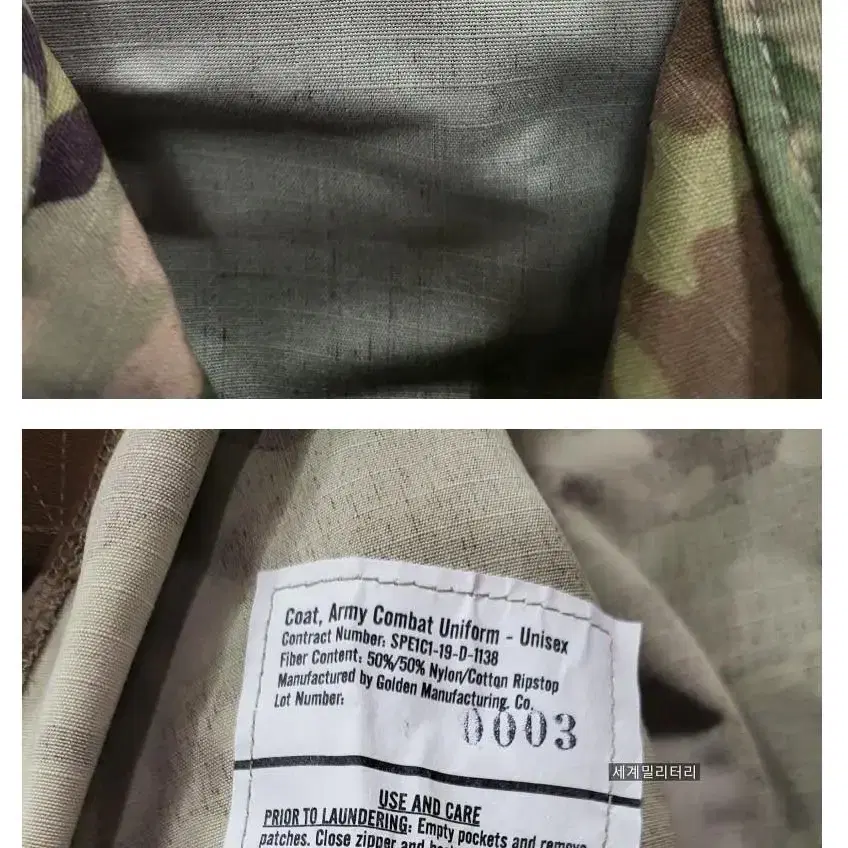 Coat, Army Combat Uniform - Unisex
Contract Number: SPE1C1-19-D-1138
Fiber Content: 50%/50% Nylon/Cotton Ripstop
Manufactured by Golden Manufacturing, Co.
Lot Number:
0003
세계밀리터리
USE AND CARE
PRIOR TO LAUNDERING: Empty pockets and remove
patches. Close zipper and